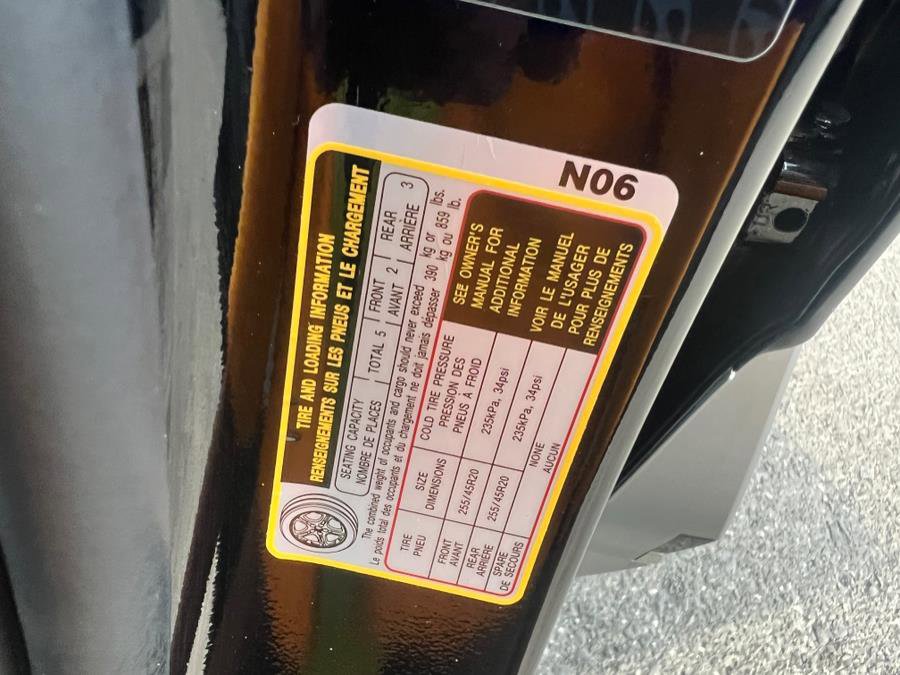 N06
TIRE AND LOADING INFORMATION
RENSEIGNEMENTS SUR LES PNEUS ET LE CHARGEMENT
SEATING CAPACITY TOTAL 5 FRONT 2 REAR 3
NOMBRE DE PLACES AVANT ARRIÈRE
The combined weight of occupants and cargo should never exceed 390 kg or 859 lbs.
Le poids total des occupants et du chargement ne doit jamais dépasser 390 kg ou 859 lb.
TIRE
PNEU
SIZE
DIMENSIONS
COLD TIRE PRESSURE
PRESSION DES
PNEUS À FROID
FRONT
AVANT
255/45R20
235kPa, 34psi
REAR
ARRIÈRE
255/45R20
235kPa, 34psi
SPARE
DE SECOURS
NONE
AUCUN
SEE OWNER'S
MANUAL FOR
ADDITIONAL
INFORMATION
VOIR LE MANUEL
DE L'USAGER
POUR PLUS DE
RENSEIGNEMENTS